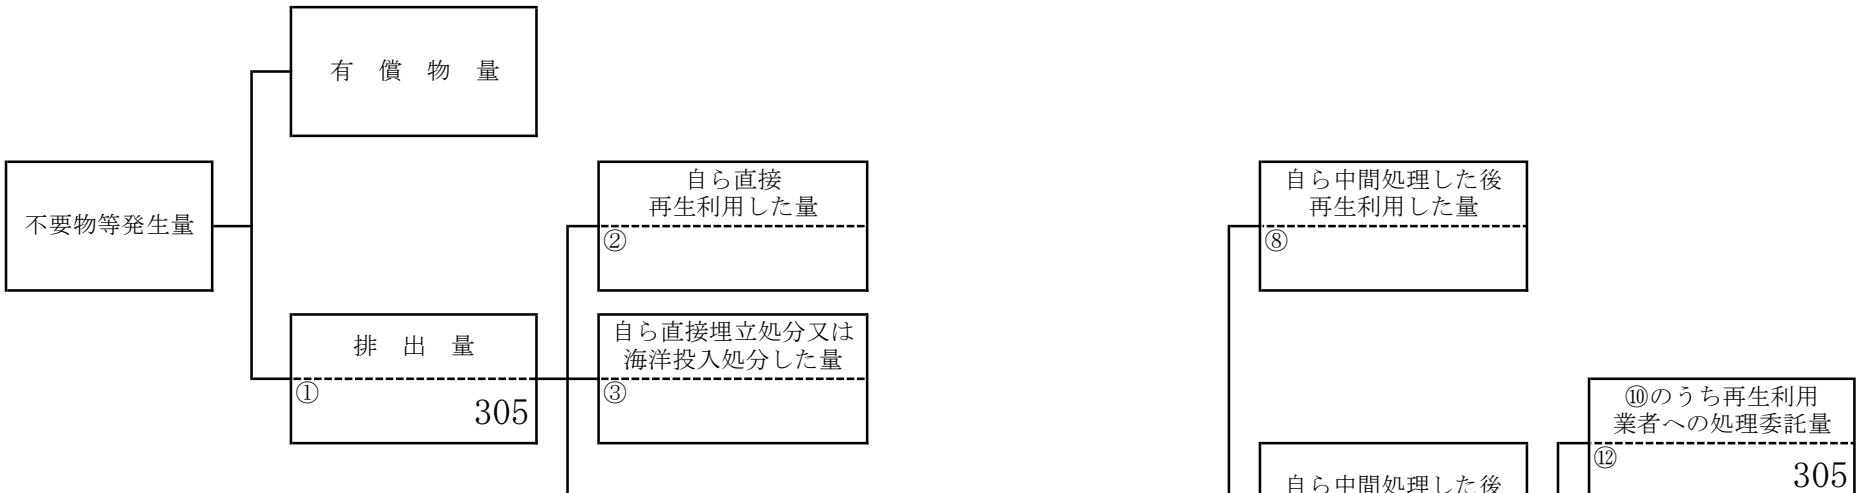 有 償 物 量
不要物等発生量
自ら直接
再生利用した量
②
自ら中間処理した後
再生利用した量
⑧
排 出 量
①
305
自ら直接埋立処分又は
海洋投入処分した量
③
⑩のうち再生利用
業者への処理委託量
⑫
305
自ら中間処理した後